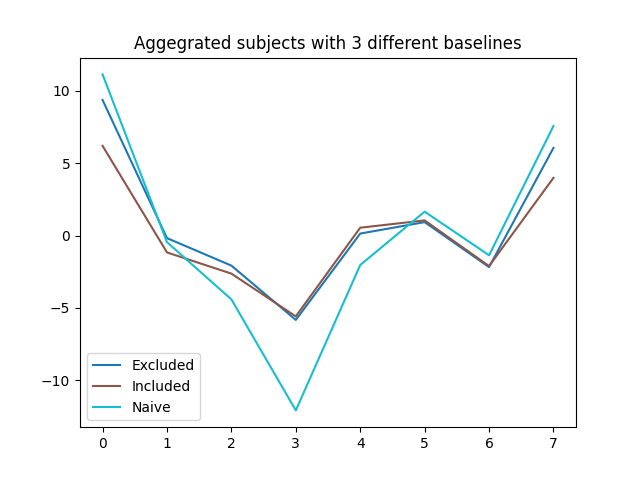 Aggegrated subjects with 3 different baselines
10
5
0
−5
−10
Excluded
Included
Naive
0 1 2 3 4 5 6 7